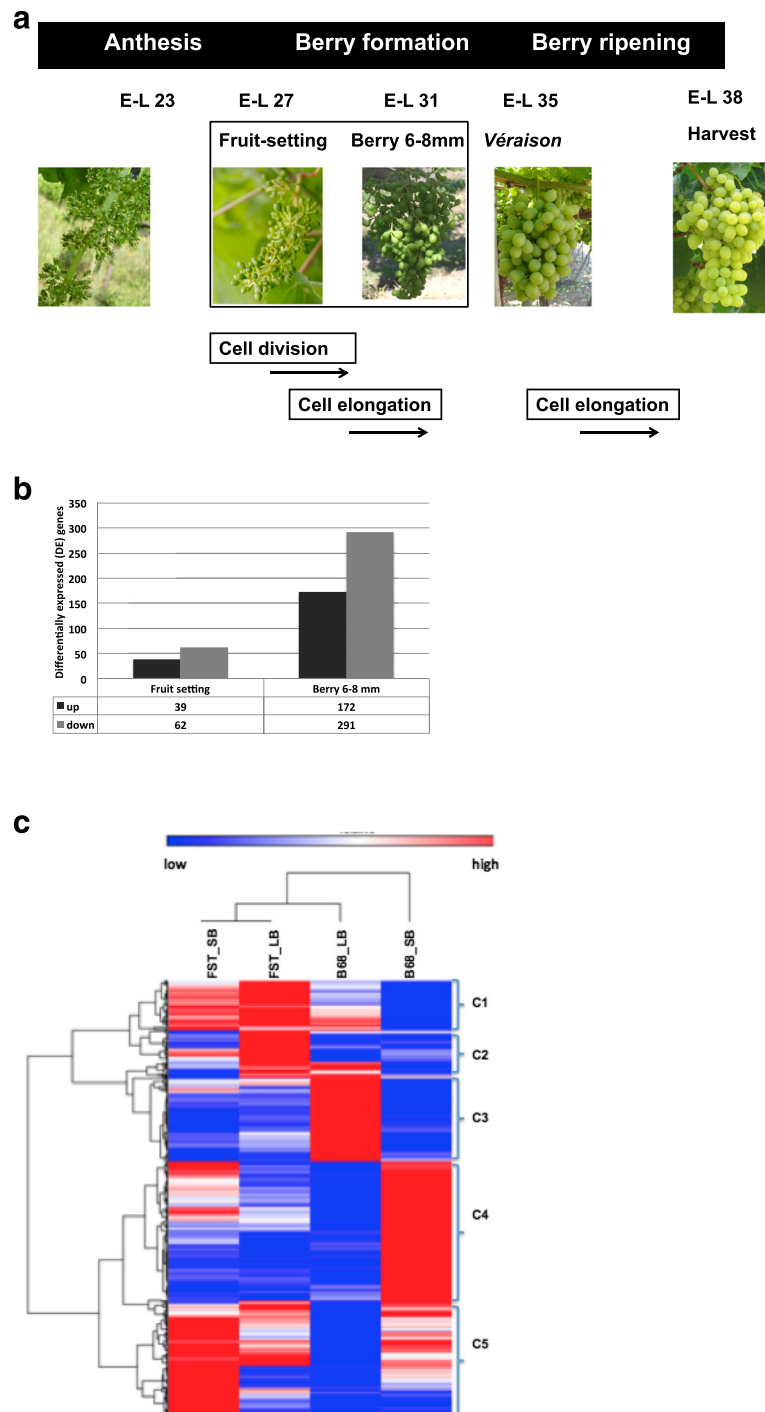 a
Anthesis Berry formation Berry ripening
E-L 23 E-L 27 E-L 31 E-L 35 E-L 38
Fruit-setting Berry 6-8mm Véraison Harvest
Cell division
Cell elongation Cell elongation
b
Differentially expressed (DE) genes
350
300
250
200
150
100
50
0
Fruit setting Berry 6-8 mm
up 39 172
down 62 291
c
low high
FST_SB FST_LB B68_LB B68_SB
C1
C2
C3
C4
C5